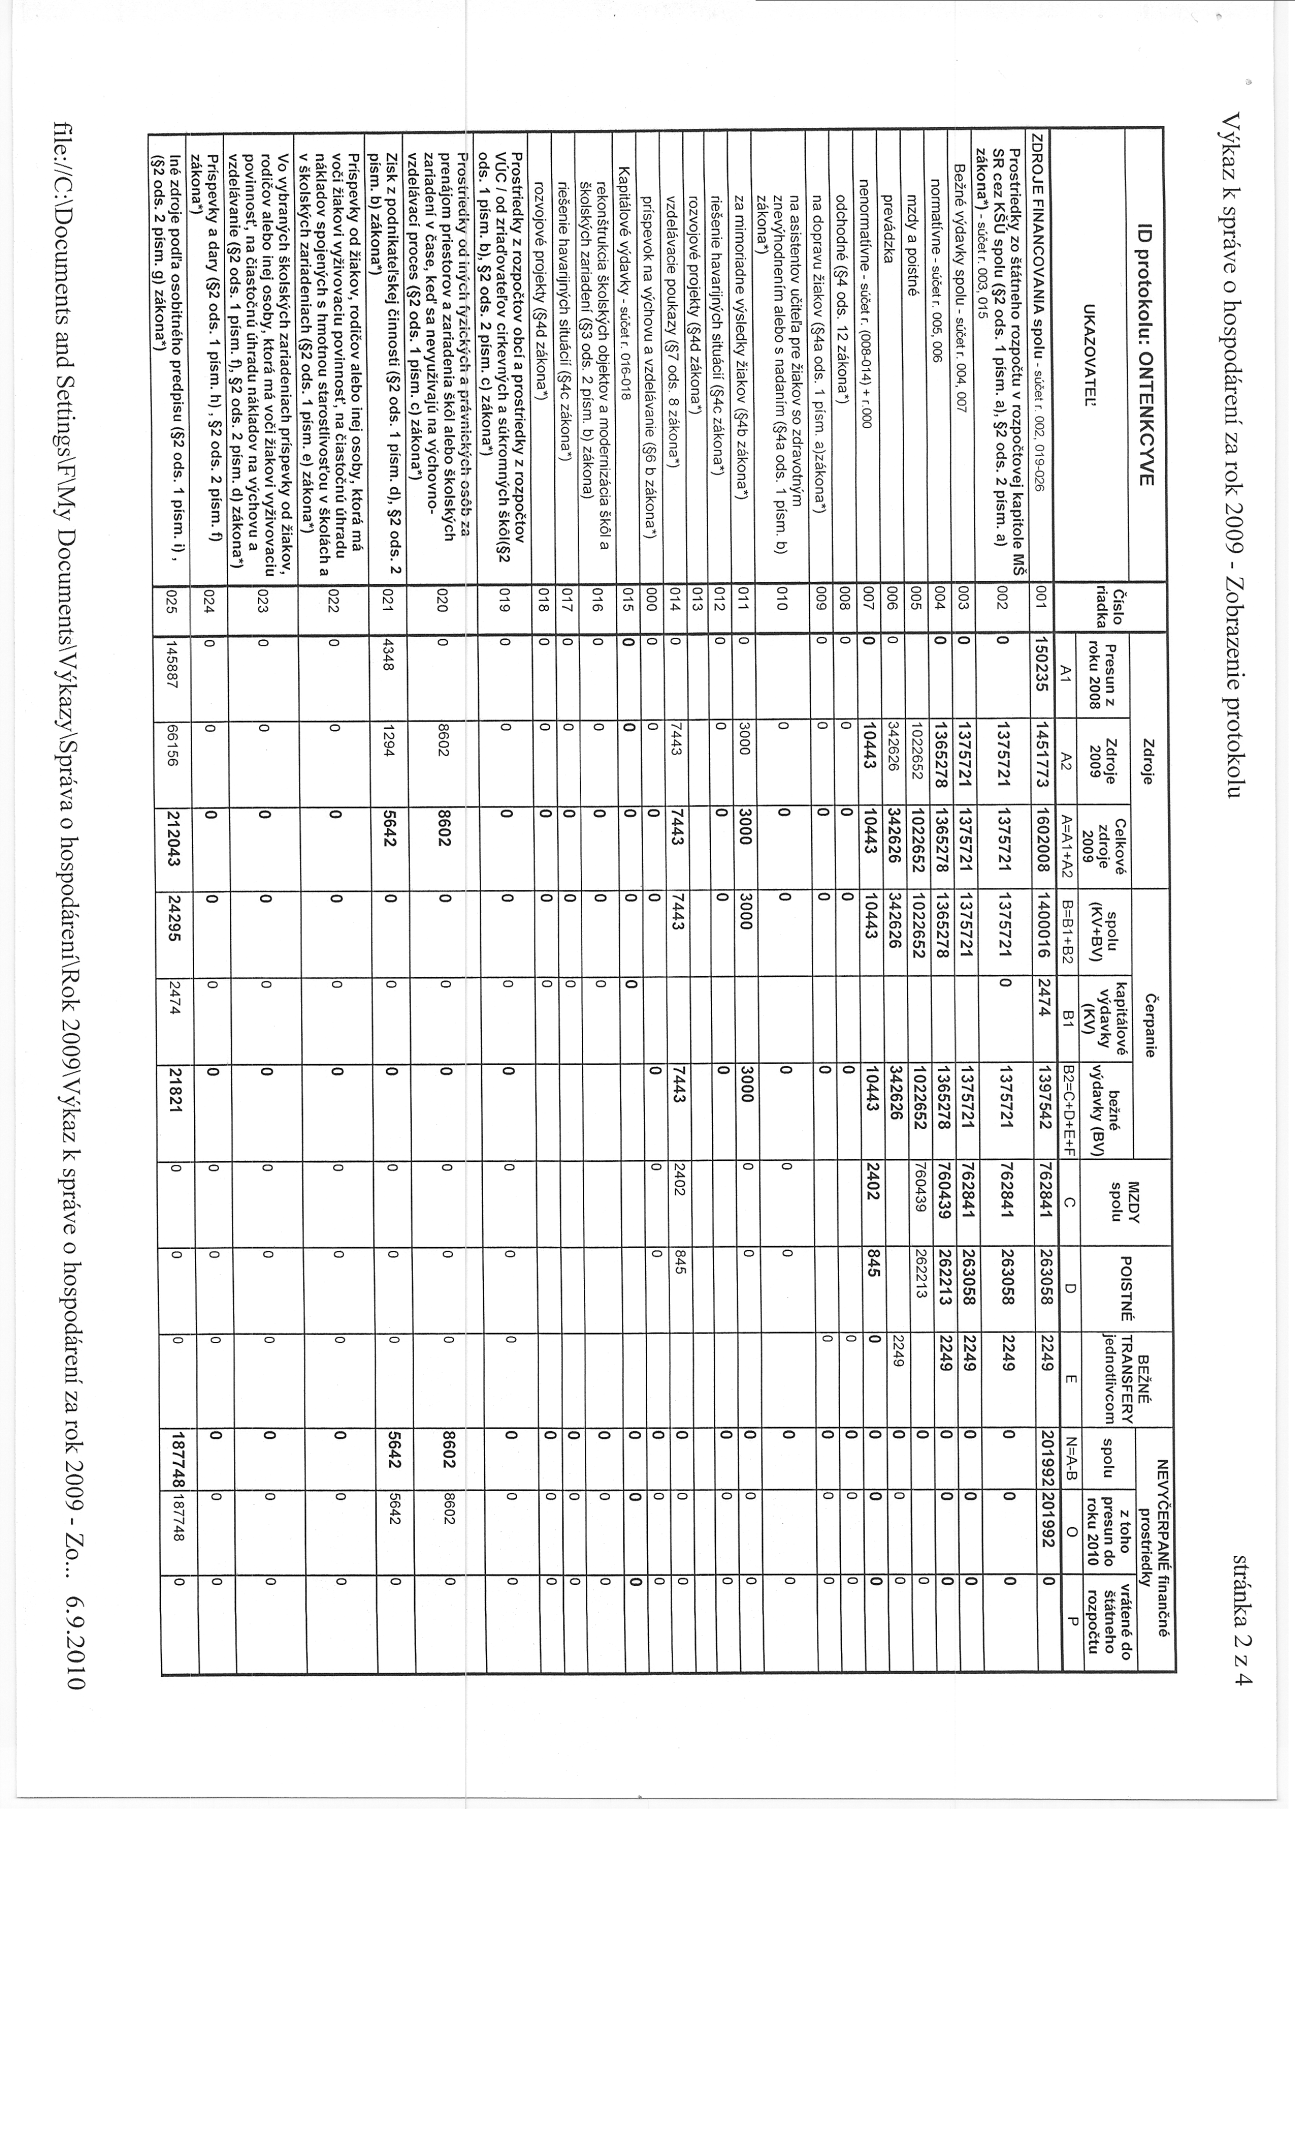 Výkaz k správe o hospodárení za rok 2009 - Zobrazenie protokolu stránka 2 z 4
ID protokolu: ONTENKCYVE
UKAZOVATEĽ
Číslo riadka
Zdroje
Presun z roku 2008
Zdroje 2009
Celkové zdroje 2009
Čerpanie
spolu (KV+BV)
kapitálové výdavky (KV)
bežné výdavky (BV)
MZDY spolu
POISTNÉ
BEŽNÉ TRANSFERY jednotlivcom
NEVYČERPANÉ finančné prostriedky
spolu
z toho presun do roku 2010
vrátené do štátneho rozpočtu
A1 A2 A=A1+A2 B=B1+B2 B1 B2=C+D+E+F C D E N=A-B O P
ZDROJE FINANCOVANIA spolu - súčet r. 002, 019-026 001 150235 1451773 1602008 1400016 2474 1397542 762841 263058 2249 201992 201992 0
Prostriedky zo štátneho rozpočtu v rozpočtovej kapitole MŠ
SR cez KŠÚ spolu (§2 ods. 1 písm. a), §2 ods. 2 písm. a)
zákona*) - súčet r. 003, 015 002 0 1375721 1375721 1375721 0 1375721 762841 263058 2249 0 0 0
Bežné výdavky spolu - súčet r. 004, 007 003 0 1375721 1375721 1375721 1375721 762841 263058 2249 0 0 0
normatívne - súčet r. 005, 006 004 0 1365278 1365278 1365278 1365278 760439 262213 2249 0 0 0
mzdy a poistné 005 1022652 1022652 1022652 1022652 760439 262213 0 0
prevádzka 006 0 342626 342626 342626 342626 2249 0 0 0
nenormatívne - súčet r. (008-014) + r.000 007 0 10443 10443 10443 10443 2402 845 0 0 0 0
odchodné (§4 ods. 12 zákona*) 008 0 0 0 0 0 0 0 0 0
na dopravu žiakov (§4a ods. 1 písm. a)zákona*) 009 0 0 0 0 0 0 0 0 0
na asistentov učiteľa pre žiakov so zdravotným
znevýhodnením alebo s nadaním (§4a ods. 1 písm. b)
zákona*) 010 0 0 0 0 0 0 0 0
za mimoriadne výsledky žiakov (§4b zákona*) 011 0 3000 3000 3000 3000 0 0 0 0 0
riešenie havarijných situácií (§4c zákona*) 012 0 0 0 0 0 0 0 0
rozvojové projekty (§4d zákona*) 013
vzdelávacie poukazy (§7 ods. 8 zákona*) 014 0 7443 7443 7443 7443 2402 845 0 0 0
príspevok na výchovu a vzdelávanie (§6 b zákona*) 000 0 0 0 0 0 0 0 0 0 0
Kapitálové výdavky - súčet r. 016-018 015 0 0 0 0 0 0 0 0
rekonštrukcia školských objektov a modernizácia škôl a
školských zariadení (§3 ods. 2 písm. b) zákona) 016 0 0 0 0 0 0 0 0
riešenie havarijných situácií (§4c zákona*) 017 0 0 0 0 0 0 0
rozvojové projekty (§4d zákona*) 018 0 0 0 0 0 0 0 0
Prostriedky z rozpočtov obcí a prostriedky z rozpočtov
VÚC / od zriaďovateľov cirkevných a súkromných škôl(§2
ods. 1 písm. b), §2 ods. 2 písm. c) zákona*) 019 0 0 0 0 0 0 0 0 0 0 0 0
Prostriedky od iných fyzických a právnických osôb za
prenájom priestorov a zariadenia škôl alebo školských
zariadení v čase, keď sa nevyužívajú na výchovno-
vzdelávací proces (§2 ods. 1 písm. c) zákona*) 020 0 8602 8602 0 0 0 0 0 0 8602 8602 0
Zisk z podnikateľskej činnosti (§2 ods. 1 písm. d), §2 ods. 2
písm. b) zákona*) 021 4348 1294 5642 0 0 0 0 0 0 5642 5642 0
Príspevky od žiakov, rodičov alebo inej osoby, ktorá má
voči žiakovi vyživovaciu povinnosť, na čiastočnú úhradu
nákladov spojených s hmotnou starostlivosťou v školách a
v školských zariadeniach (§2 ods. 1 písm. e) zákona*) 022 0 0 0 0 0 0 0 0 0 0 0 0
Vo vybraných školských zariadeniach príspevky od žiakov,
rodičov alebo inej osoby, ktorá má voči žiakovi vyživovaciu
povinnosť, na čiastočnú úhradu nákladov na výchovu a
vzdelávanie (§2 ods. 1 písm. f), §2 ods. 2 písm. d) zákona*) 023 0 0 0 0 0 0 0 0 0 0 0 0
Príspevky a dary (§2 ods. 1 písm. h) , §2 ods. 2 písm. f)
zákona*) 024 0 0 0 0 0 0 0 0 0 0 0 0
Iné zdroje podľa osobitného predpisu (§2 ods. 1 písm. i) ,
(§2 ods. 2 písm. g) zákona*) 025 145887 66156 212043 24295 2474 21821 0 0 0 187748 187748 0
file://C:\Documents and Settings\F\My Documents\Výkazy\Správa o hospodárení\Rok 2009\Výkaz k správe o hospodárení za rok 2009 - Zo... 6.9.2010